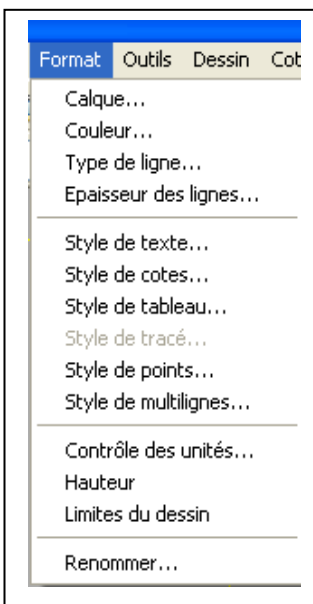 Format Outils Dessin Cot
Calque...
Couleur...
Type de ligne...
Epaisseur des lignes...
Style de texte...
Style de cotes...
Style de tableau...
Style de tracé...
Style de points...
Style de multilignes...
Contrôle des unités...
Hauteur
Limites du dessin
Renommer...